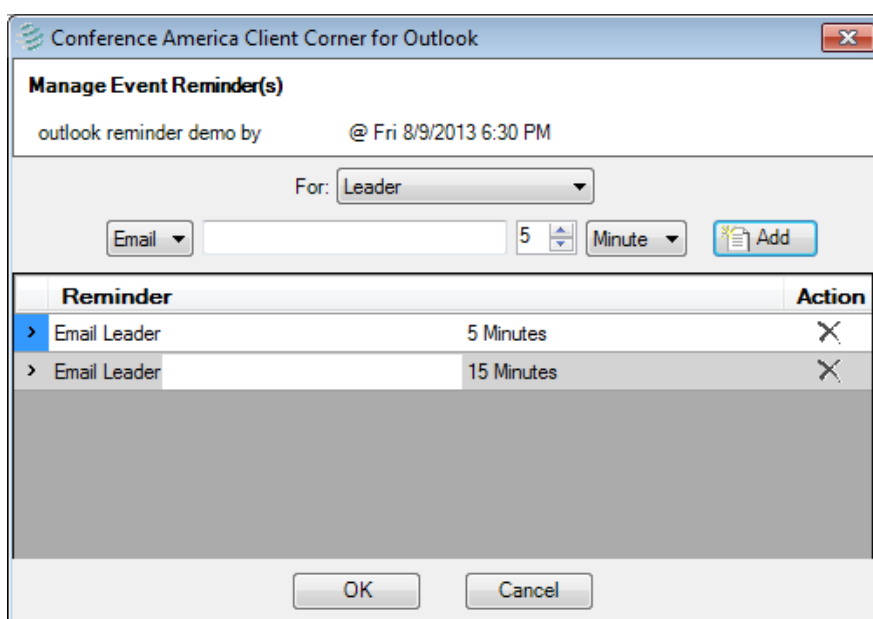 Conference America Client Corner for Outlook
Manage Event Reminder(s)
outlook reminder demo by @ Fri 8/9/2013 6:30 PM
For: Leader
Email 5 Minute Add
Reminder Action
Email Leader 5 Minutes
Email Leader 15 Minutes
OK Cancel